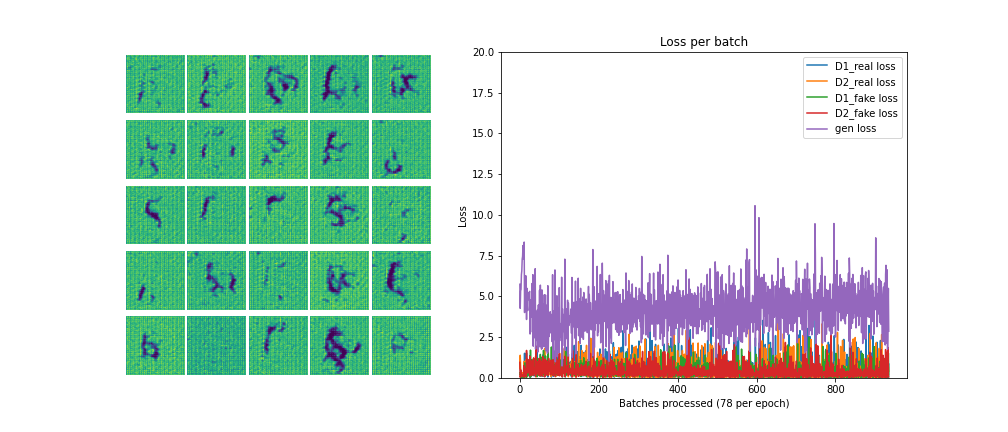 Loss per batch
20.0
17.5
15.0
12.5
10.0
7.5
5.0
2.5
0.0
Loss
D1_real loss
D2_real loss
D1_fake loss
D2_fake loss
gen loss
0 200 400 600 800
Batches processed (78 per epoch)